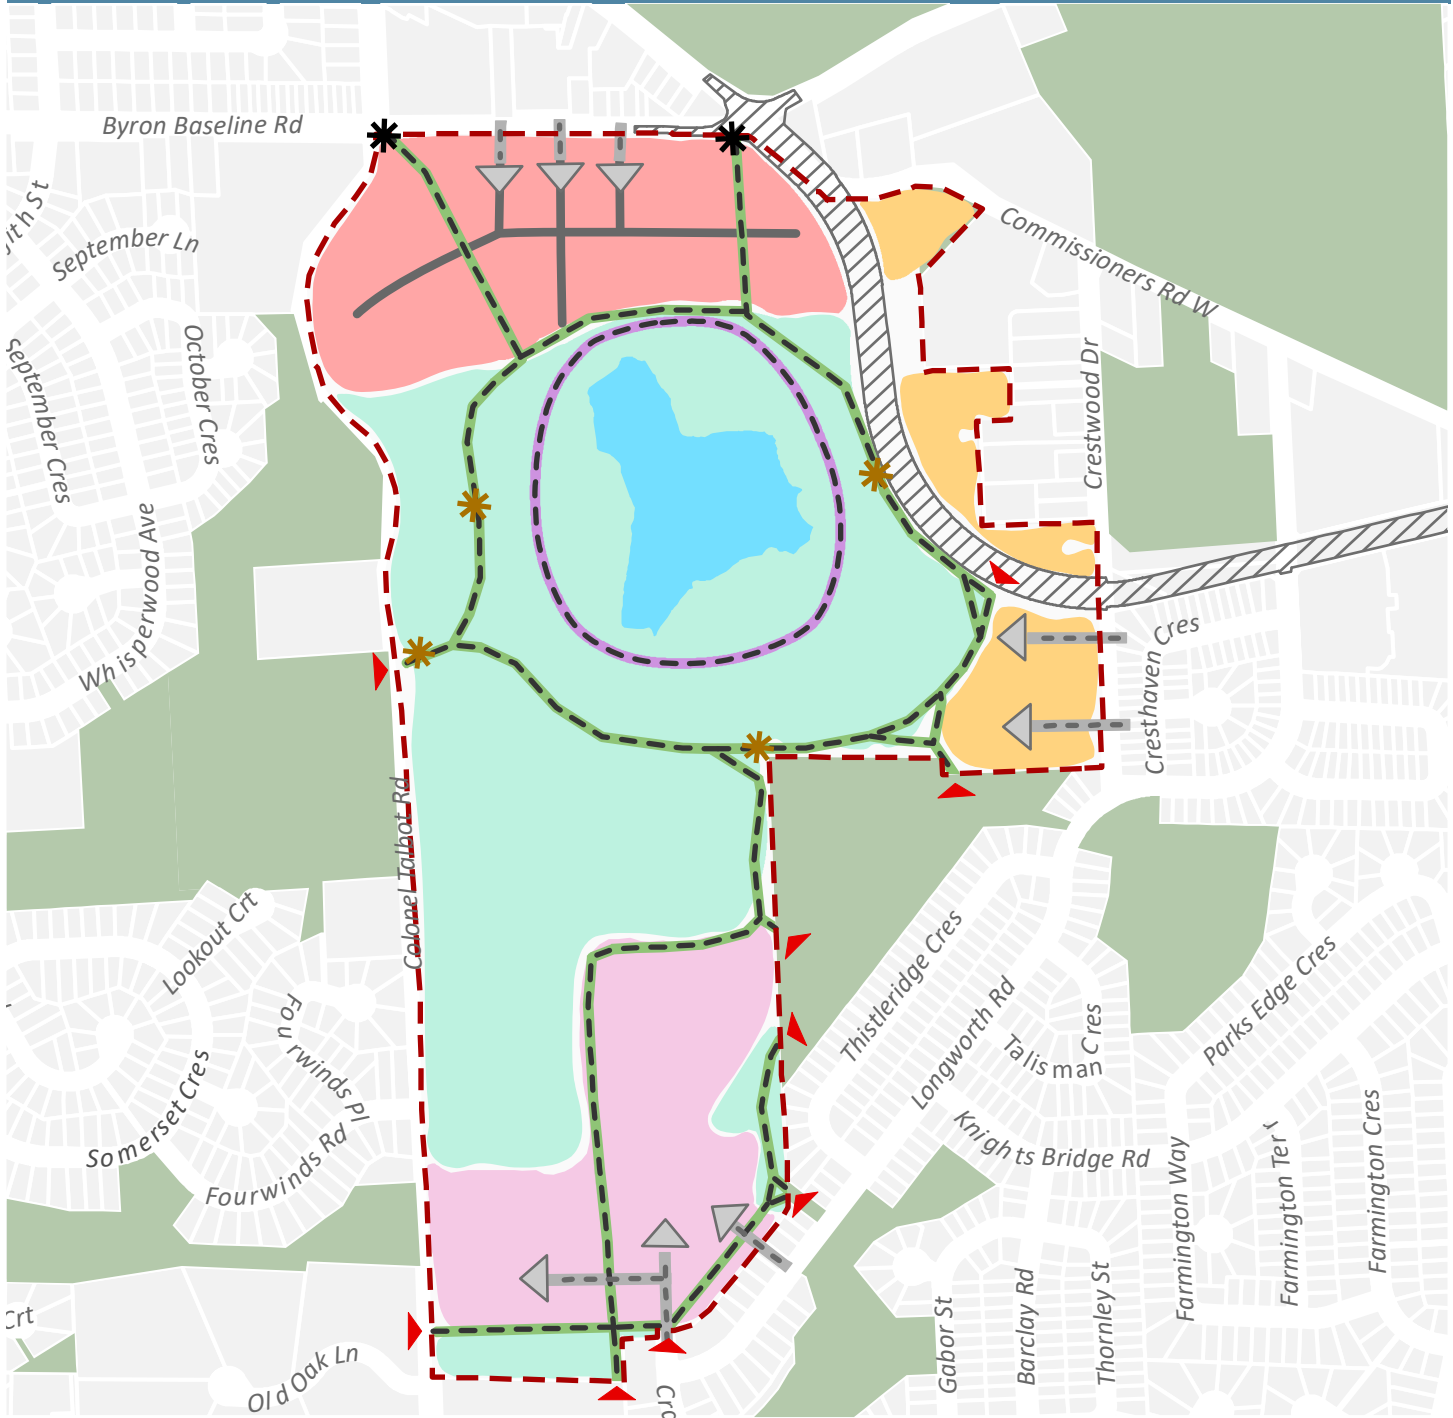 Byron Baseline Rd
September Ln
October Cres
September Cres
Whisperwood Ave
Commissioners Rd W
Crestwood Dr
Cresthaven Cres
Colonel Talbot Rd
Lookout Crt
Fourwinds Pl
Somerset Cres
Fourwinds Rd
Thistleridge Cres
Longworth Rd
Talisman Cres
Parks Edge Cres
Knights Bridge Rd
Farmington Way
Farmington Ter
Farmington Cres
Gabor St
Barclay Rd
Thornley St
Crt
Old Oak Ln